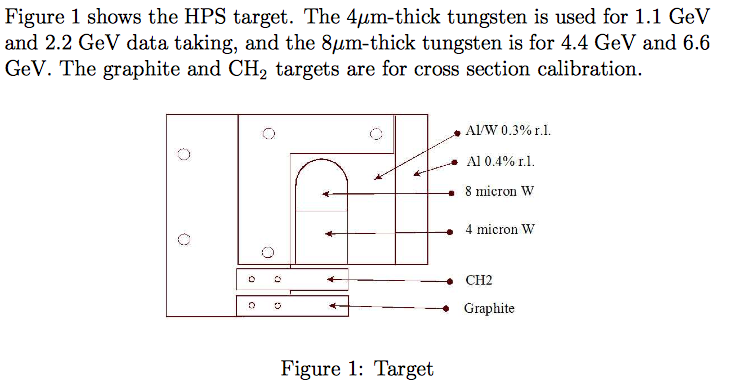 Figure 1 shows the HPS target. The 4μm-thick tungsten is used for 1.1 GeV
and 2.2 GeV data taking, and the 8μm-thick tungsten is for 4.4 GeV and 6.6
GeV. The graphite and CH₂ targets are for cross section calibration.
Al/W 0.3% r.l.
Al 0.4% r.l.
8 micron W
4 micron W
CH2
Graphite
Figure 1: Target